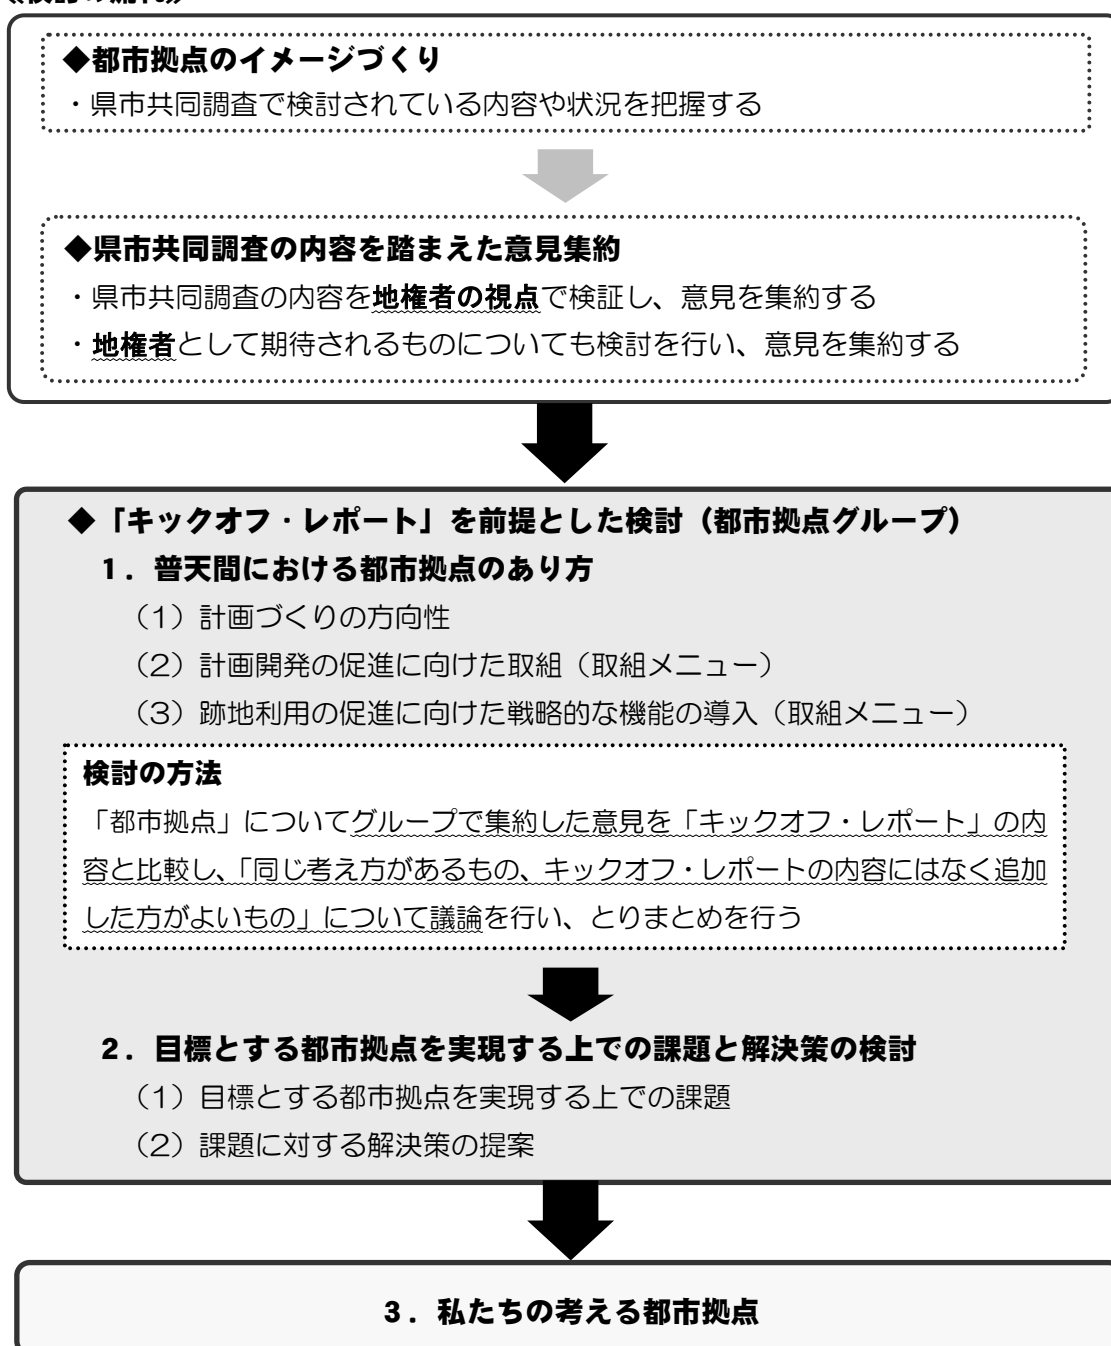 ◆都市拠点のイメージづくり
・県市共同調査で検討されている内容や状況を把握する
◆県市共同調査の内容を踏まえた意見集約
・県市共同調査の内容を地権者の視点で検証し、意見を集約する
・地権者として期待されるものについても検討を行い、意見を集約する
◆「キックオフ・レポート」を前提とした検討（都市拠点グループ）
１．普天間における都市拠点のあり方
（１）計画づくりの方向性
（２）計画開発の促進に向けた取組（取組メニュー）
（３）跡地利用の促進に向けた戦略的な機能の導入（取組メニュー）
検討の方法
「都市拠点」についてグループで集約した意見を「キックオフ・レポート」の内
容と比較し、「同じ考え方があるもの、キックオフ・レポートの内容にはなく追加
した方がよいもの」について議論を行い、とりまとめを行う
２．目標とする都市拠点を実現する上での課題と解決策の検討
（１）目標とする都市拠点を実現する上での課題
（２）課題に対する解決策の提案
３．私たちの考える都市拠点